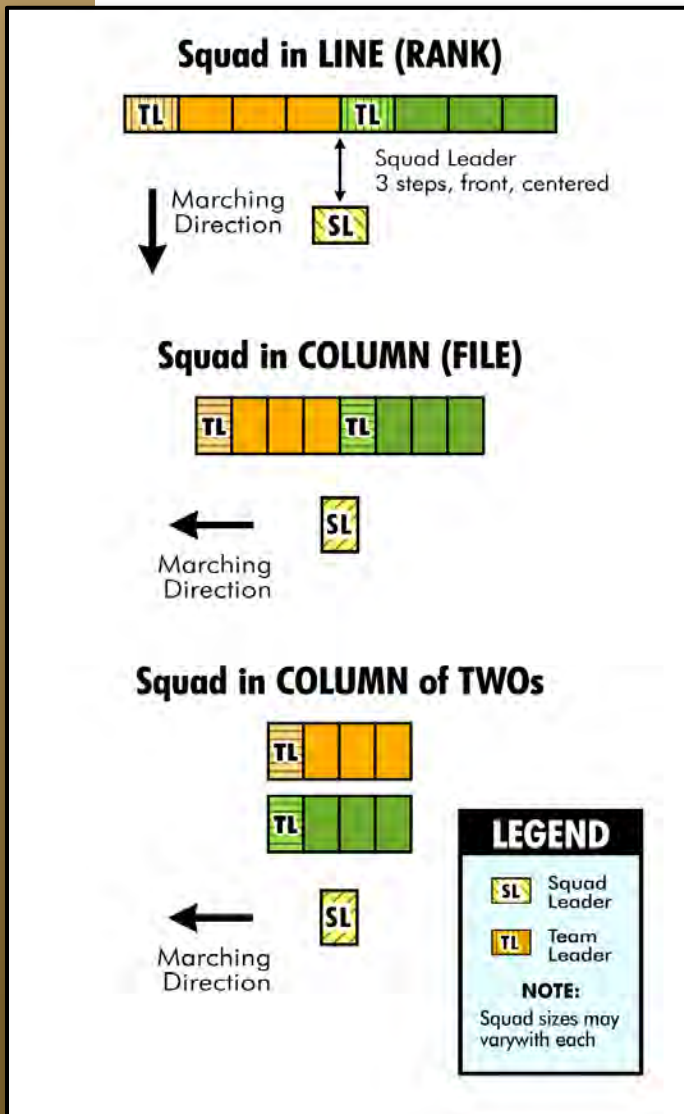 Squad in LINE (RANK)
TL
TL
Squad Leader
3 steps, front, centered
Marching
Direction
SL
Squad in COLUMN (FILE)
TL
TL
SL
Marching
Direction
Squad in COLUMN of TWOs
TL
TL
SL
Marching
Direction
LEGEND
SL
Squad
Leader
TL
Team
Leader
NOTE:
Squad sizes may
varywith each